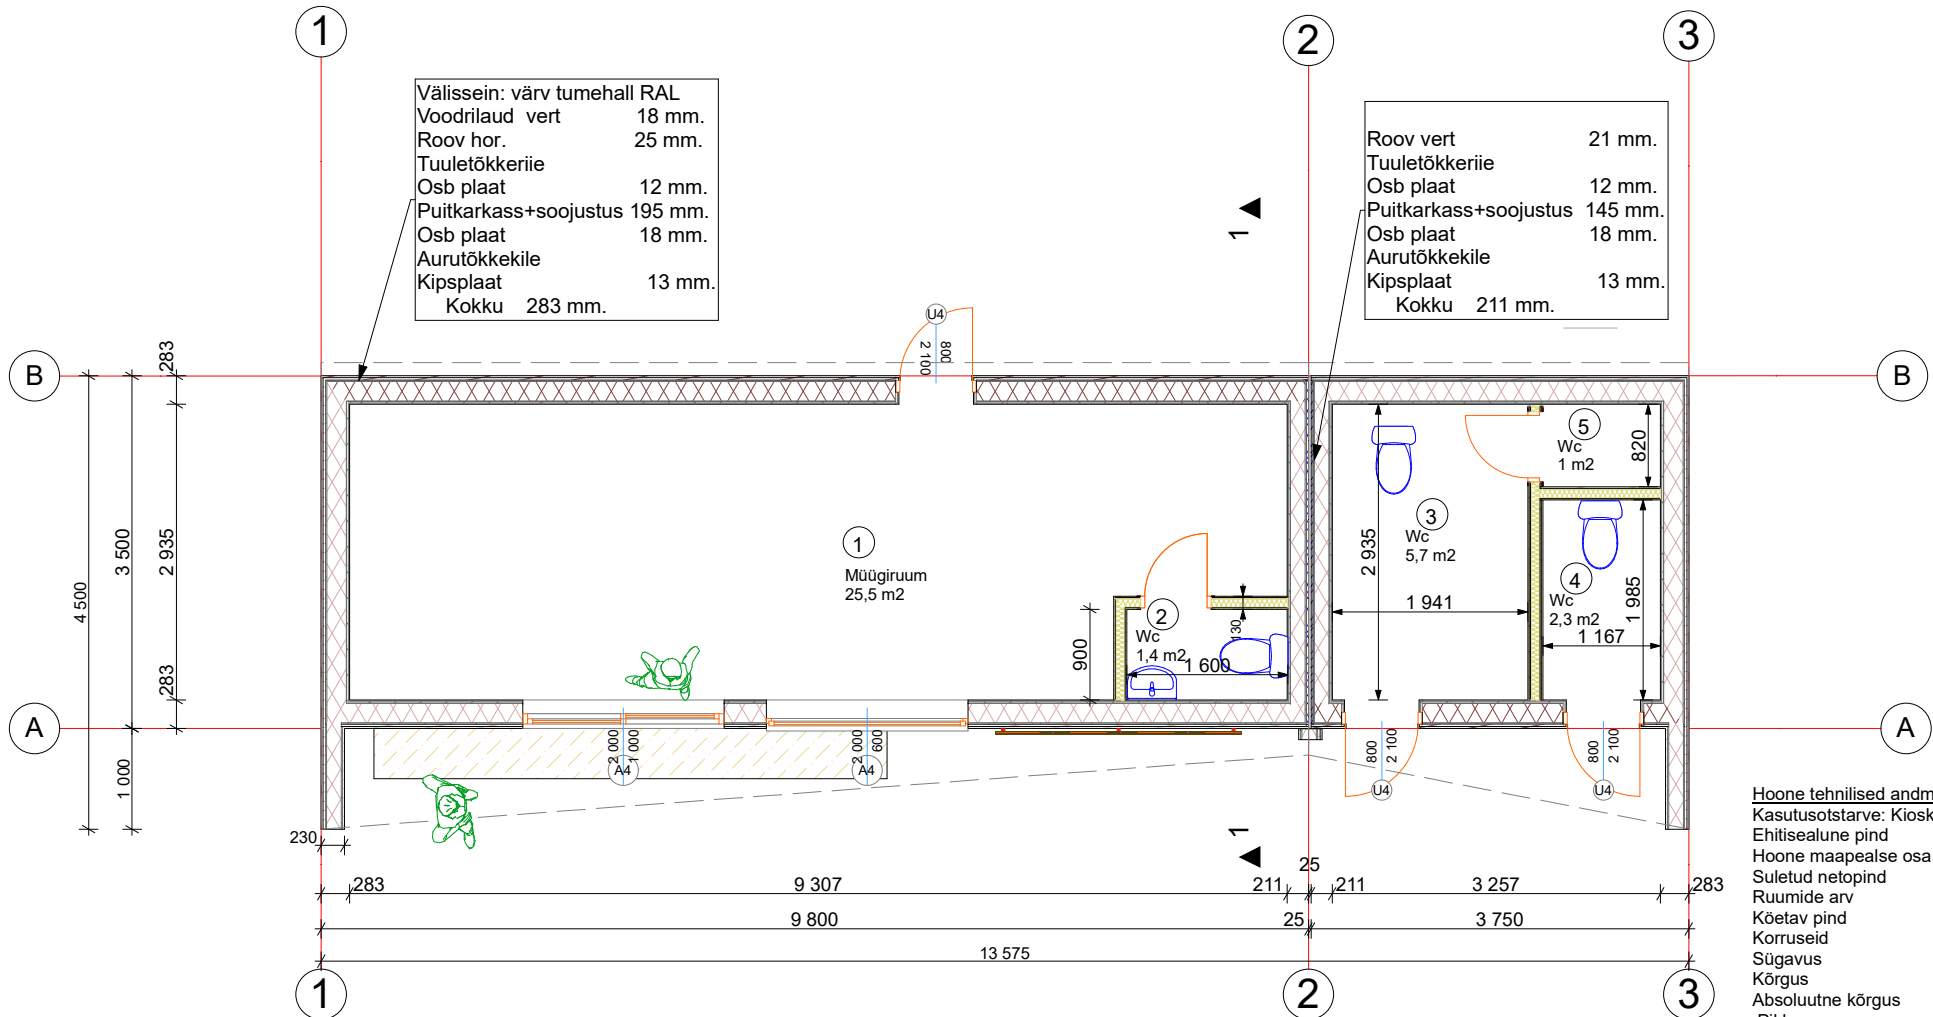 1
2
3
Välissein: värv tumehall RAL
Voodrilaud vert 18 mm.
Roov hor. 25 mm.
Tuuletõkkeriie
Osb plaat 12 mm.
Puitkarkass+soojustus 195 mm.
Osb plaat 18 mm.
Aurutõkkekile
Kipsplaat 13 mm.
Kokku 283 mm.
Roov vert 21 mm.
Tuuletõkkeriie
Osb plaat 12 mm.
Puitkarkass+soojustus 145 mm.
Osb plaat 18 mm.
Aurutõkkekile
Kipsplaat 13 mm.
Kokku 211 mm.
1
U4
800
2 100
B
B
283
2 935
283
3 500
4 500
1 000
A
A
1
Müügiruum
25,5 m2
2
Wc
1,4 m2
130
900
1 600
3
Wc
5,7 m2
2 935
1 941
5
Wc
1 m2
820
4
Wc
2,3 m2
1 985
1 167
2 000
1 000
A4
2 000
600
A4
800
2 100
U4
800
2 100
U4
230
1
25
283
9 307
211
211
3 257
283
9 800
25
3 750
13 575
1
2
3
Hoone tehnilised andm
Kasutusotstarve: Kiosk
Ehitisealune pind
Hoone maapealse osa
Suletud netopind
Ruumide arv
Köetav pind
Korruseid
Sügavus
Kõrgus
Absoluutne kõrgus